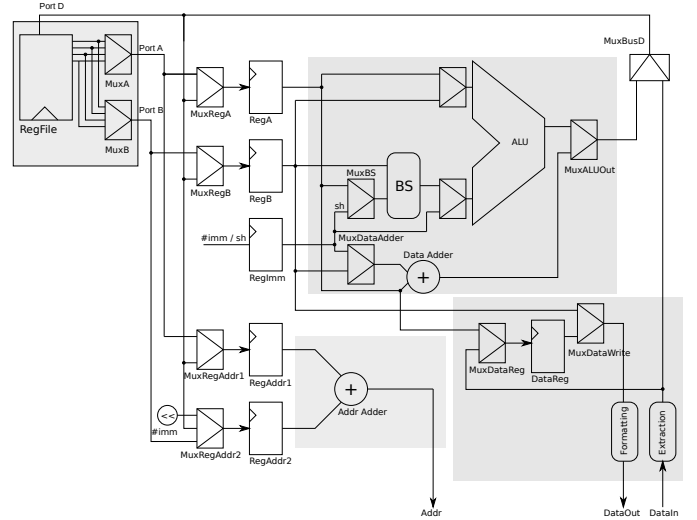 Port D
MuxBusD
Port A
MuxA
RegFile
Port B
MuxB
MuxRegA
RegA
ALU
MuxALUOut
MuxRegB
RegB
MuxBS
BS
sh
#imm / sh
RegImm
MuxDataAdder
Data Adder
+
MuxDataReg
DataReg
MuxDataWrite
MuxRegAddr1
RegAddr1
+
Addr Adder
<<
#imm
MuxRegAddr2
RegAddr2
Formatting
Extraction
Addr
DataOut
DataIn